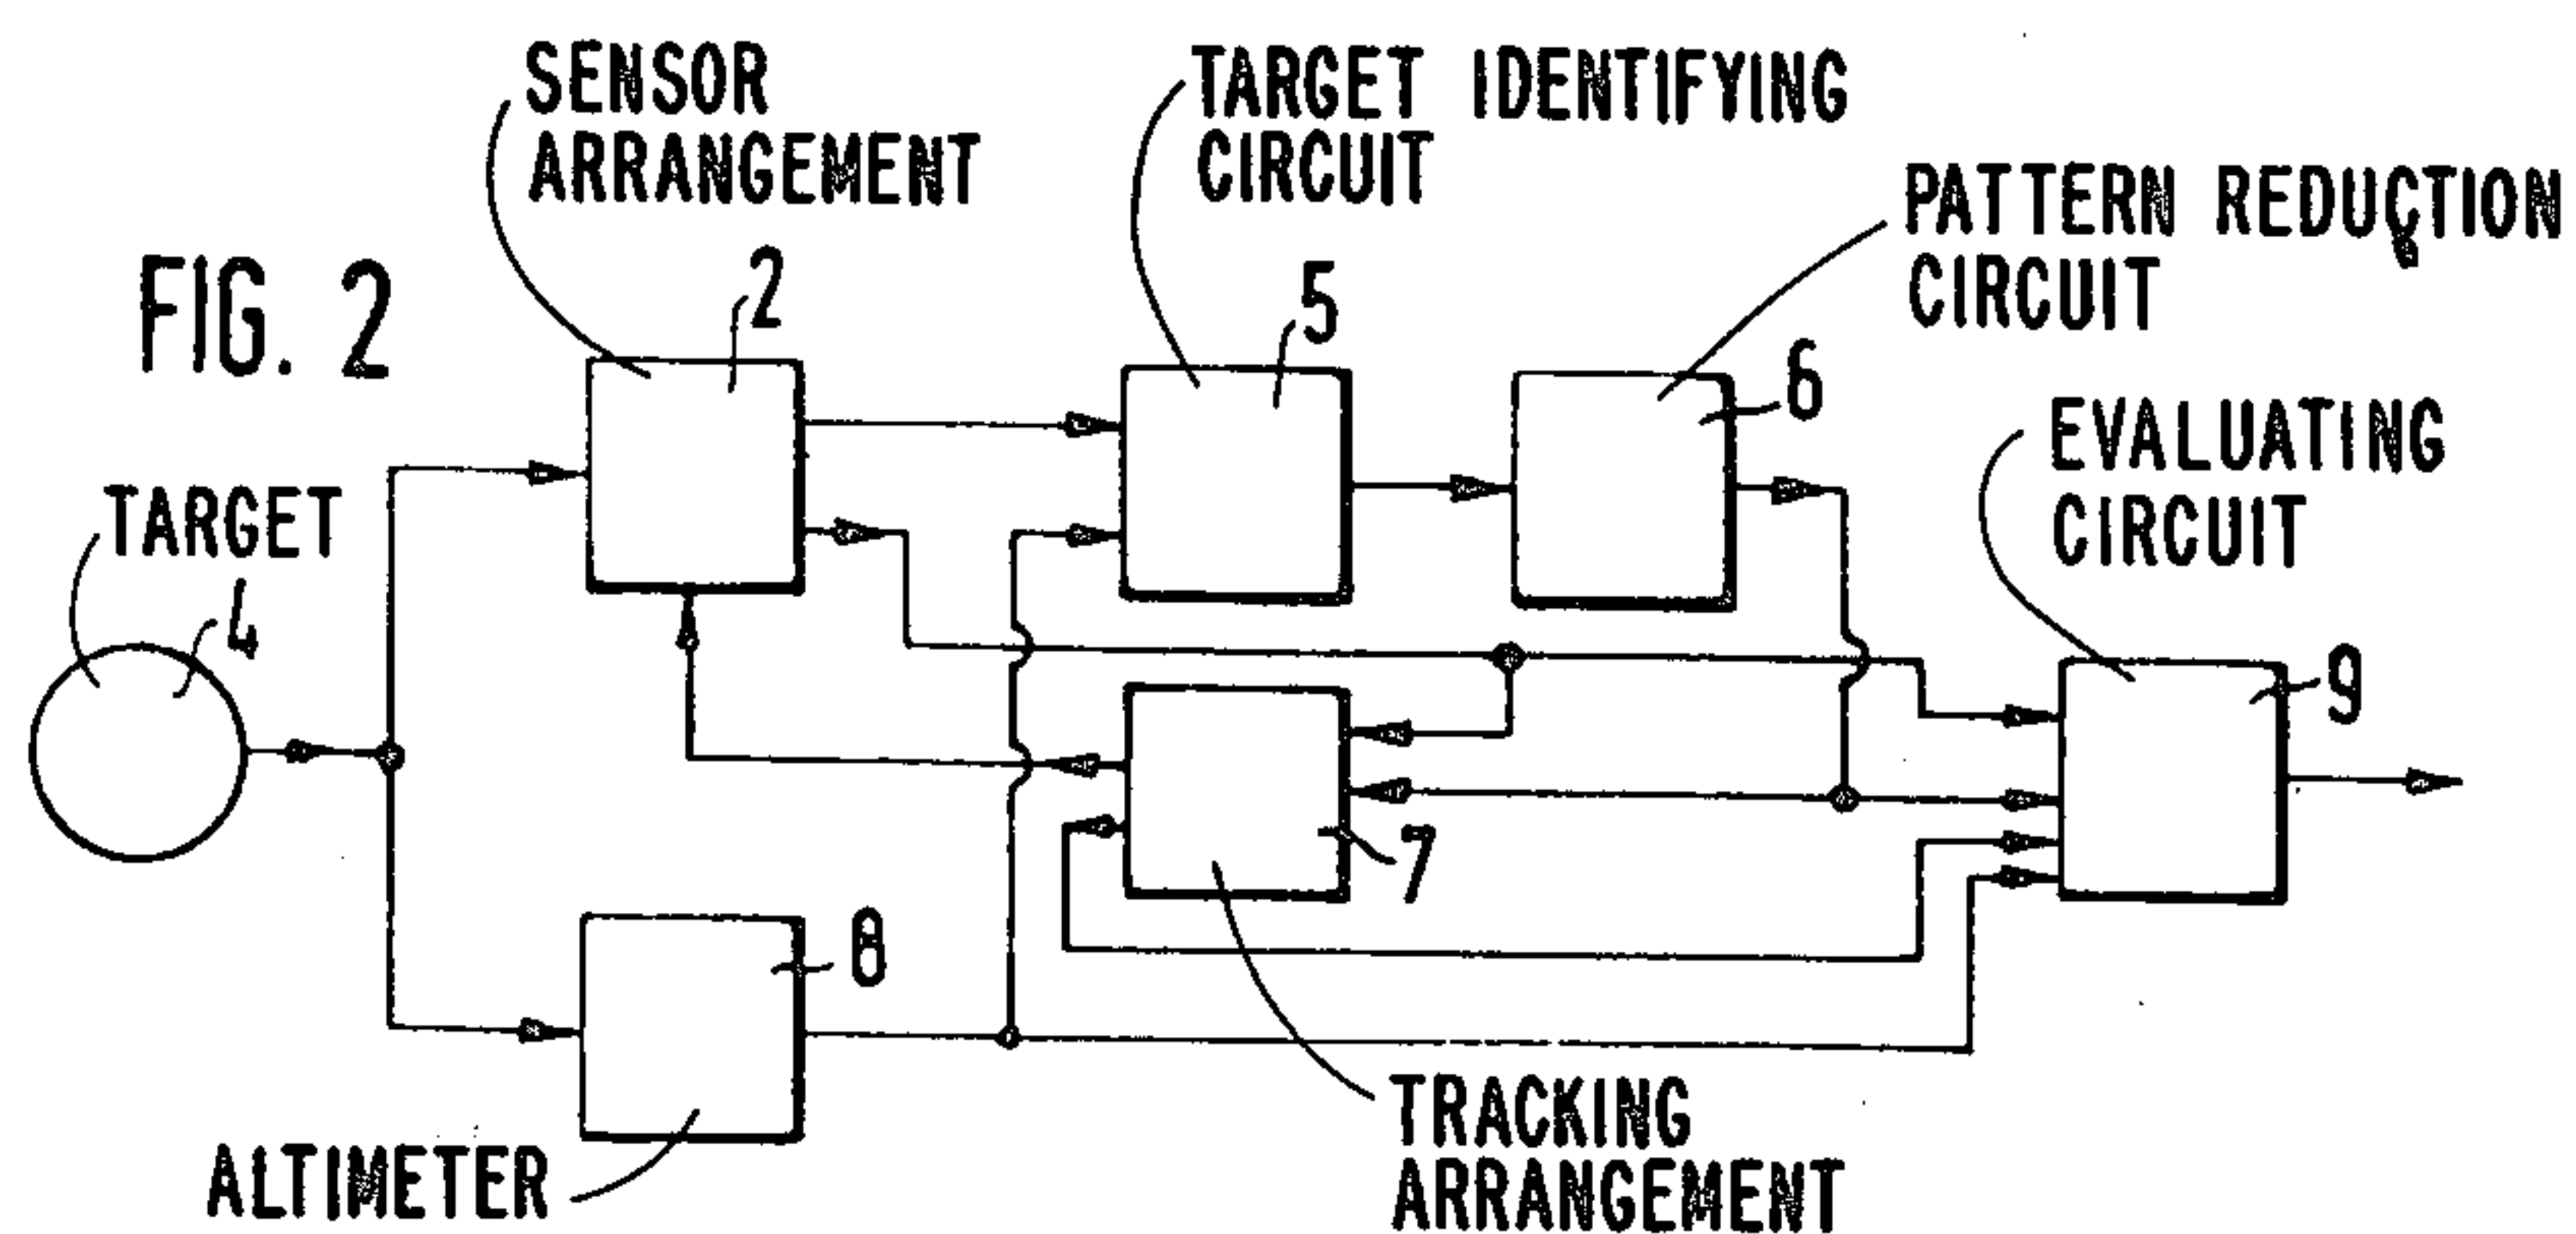 SENSOR
ARRANGEMENT
TARGET IDENTIFYING
CIRCUIT
PATTERN REDUCTION
CIRCUIT
FIG. 2
2
5
6
EVALUATING
CIRCUIT
TARGET
4
9
7
8
TRACKING
ARRANGEMENT
ALTIMETER